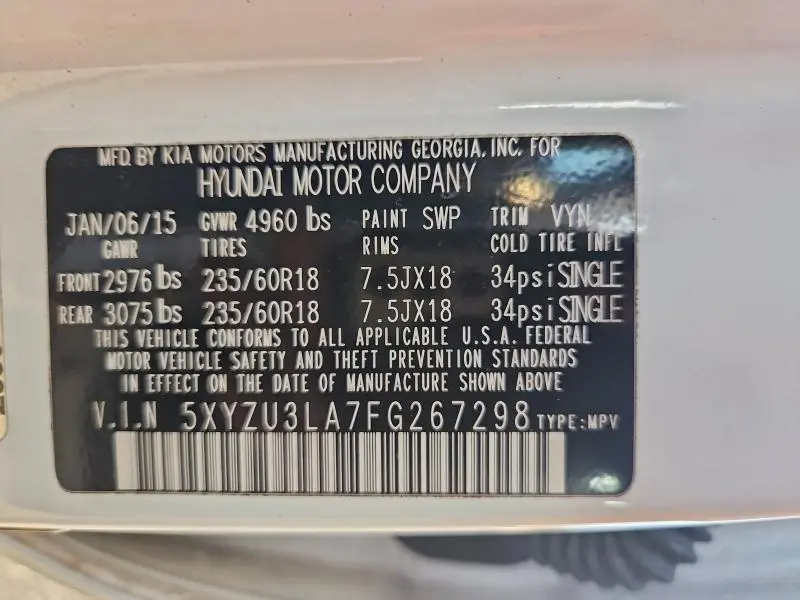 MFD. BY KIA MOTORS MANUFACTURING GEORGIA, INC. FOR
HYUNDAI MOTOR COMPANY
JAN/06/15 GVWR 4960 lbs PAINT SWP TRIM VYN
GAWR TIRES RIMS COLD TIRE INFL
FRONT 2976 lbs 235/60R18 7.5JX18 34psi SINGLE
REAR 3075 lbs 235/60R18 7.5JX18 34psi SINGLE
THIS VEHICLE CONFORMS TO ALL APPLICABLE U.S.A. FEDERAL
MOTOR VEHICLE SAFETY AND THEFT PREVENTION STANDARDS
IN EFFECT ON THE DATE OF MANUFACTURE SHOWN ABOVE
V.I.N 5XYZU3LA7FG267298 TYPE:MPV